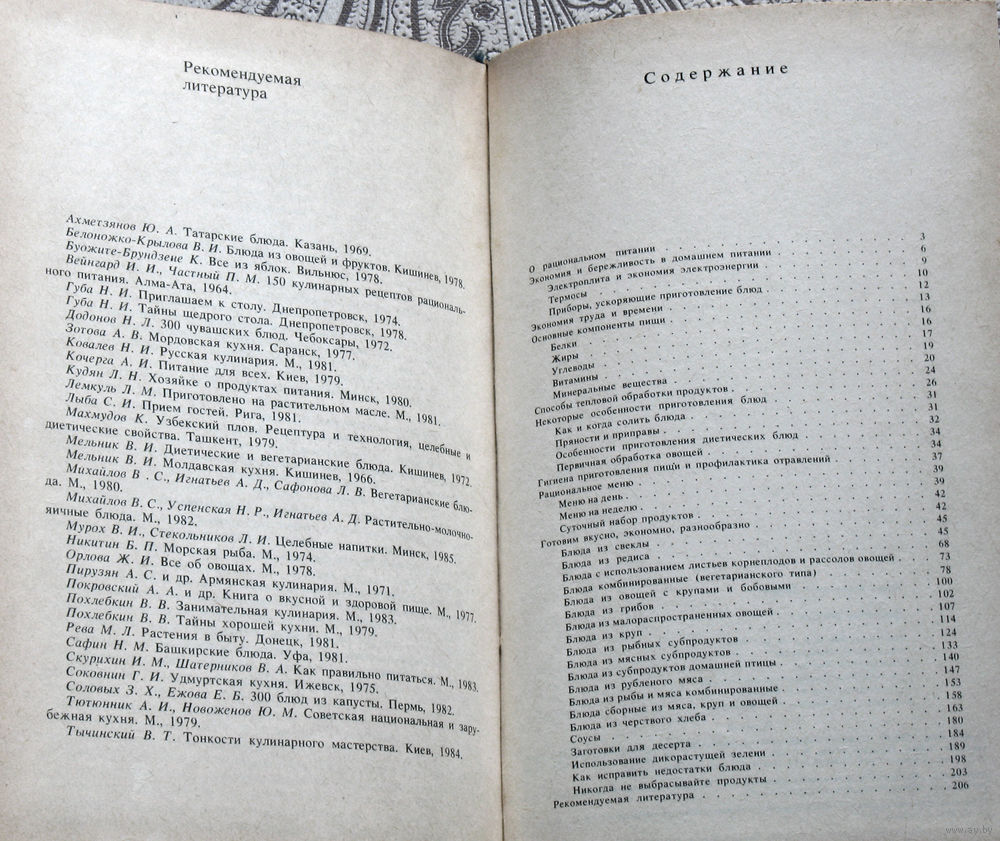 Рекомендуемая
литература
Ахметзянов Ю. А. Татарские блюда. Казань, 1969.
Белоножко-Крылова В. И. Блюда из овощей и фруктов. Кишинев, 1978.
Буожите-Брундзене К. Все из яблок. Вильнюс, 1978.
Вейнгард И. И., Частный П. М. 150 кулинарных рецептов рациональ-
ного питания. Алма-Ата, 1964.
Губа Н. И. Приглашаем к столу. Днепропетровск, 1974.
Губа Н. И. Тайны щедрого стола. Днепропетровск, 1978.
Додонов Н. Л. 300 чувашских блюд. Чебоксары, 1972.
Зотова А. В. Мордовская кухня. Саранск, 1977.
Ковалев Н. И. Русская кулинария. М., 1981.
Кочерга А. И. Питание для всех. Киев, 1979.
Кудян Л. Н. Хозяйке о продуктах питания. Минск, 1980.
Лемкуль Л. М. Приготовлено на растительном масле. М., 1981.
Лыба С. И. Прием гостей. Рига, 1981.
Махмудов К. Узбекский плов. Рецептура и технология, целебные и
диетические свойства. Ташкент, 1979.
Мельник В. И. Диетические и вегетарианские блюда. Кишинев, 1972.
Мельник В. И. Молдавская кухня. Кишинев, 1966.
Михайлов В. С., Игнатьев А. Д., Сафонова Л. В. Вегетарианские блю-
да. М., 1980.
Михайлов В. С., Успенская Н. Р., Игнатьев А. Д. Растительно-молочно-
яичные блюда. М., 1982.
Мурох В. И., Стекольников Л. И. Целебные напитки. Минск, 1985.
Никитин Б. П. Морская рыба. М., 1974.
Орлова Ж. И. Все об овощах. М., 1978.
Пирузян А. С. и др. Армянская кулинария. М., 1971.
Покровский А. А. и др. Книга о вкусной и здоровой пище. М., 1977.
Похлебкин В. В. Занимательная кулинария. М., 1983.
Похлебкин В. В. Тайны хорошей кухни. М., 1979.
Рева М. Л. Растения в быту. Донецк, 1981.
Сафин Н. М. Башкирские блюда. Уфа, 1981.
Скурихин И. М., Шатерников В. А. Как правильно питаться. М., 1983.
Соковнин Г. И. Удмуртская кухня. Ижевск, 1975.
Соловых З. Х., Ежова Е. Б. 300 блюд из капусты. Пермь, 1982.
Тютюнник А. И., Новоженов Ю. М. Советская национальная и зару-
бежная кухня. М., 1979.
Тычинский В. Т. Тонкости кулинарного мастерства. Киев, 1984.
Содержание
О рациональном питании 3
Экономия и бережливость в домашнем питании 6
Электроплита и экономия электроэнергии 9
Термосы 10
Приборы, ускоряющие приготовление блюд 12
Экономия труда и времени 13
Основные компоненты пищи 16
Белки 16
Жиры 17
Углеводы 19
Витамины 20
Минеральные вещества 24
Способы тепловой обработки продуктов 26
Некоторые особенности приготовления блюд 31
Как и когда солить блюда 31
Пряности и приправы 32
Особенности приготовления диетических блюд 34
Первичная обработка овощей 34
Гигиена приготовления пищи и профилактика отравлений 37
Рациональное меню 39
Меню на день 39
Меню на неделю 42
Суточный набор продуктов 42
Готовим вкусно, экономно, разнообразно 45
Блюда из свеклы 45
Блюда из редиса 68
Блюда с использованием листьев корнеплодов и рассолов овощей 73
Блюда комбинированные (вегетарианского типа) 78
Блюда из овощей с крупами и бобовыми 100
Блюда из грибов 102
Блюда из малораспространенных овощей 107
Блюда из круп 114
Блюда из рыбных субпродуктов 124
Блюда из мясных субпродуктов 133
Блюда из субпродуктов домашней птицы 140
Блюда из рубленого мяса 147
Блюда из рыбы и мяса комбинированные 153
Блюда сборные из мяса, круп и овощей 158
Блюда из черствого хлеба 163
Соусы 180
Заготовки для десерта 184
Использование дикорастущей зелени 189
Как исправить недостатки блюда 198
Никогда не выбрасывайте продукты 203
Рекомендуемая литература 206
www.ay.by